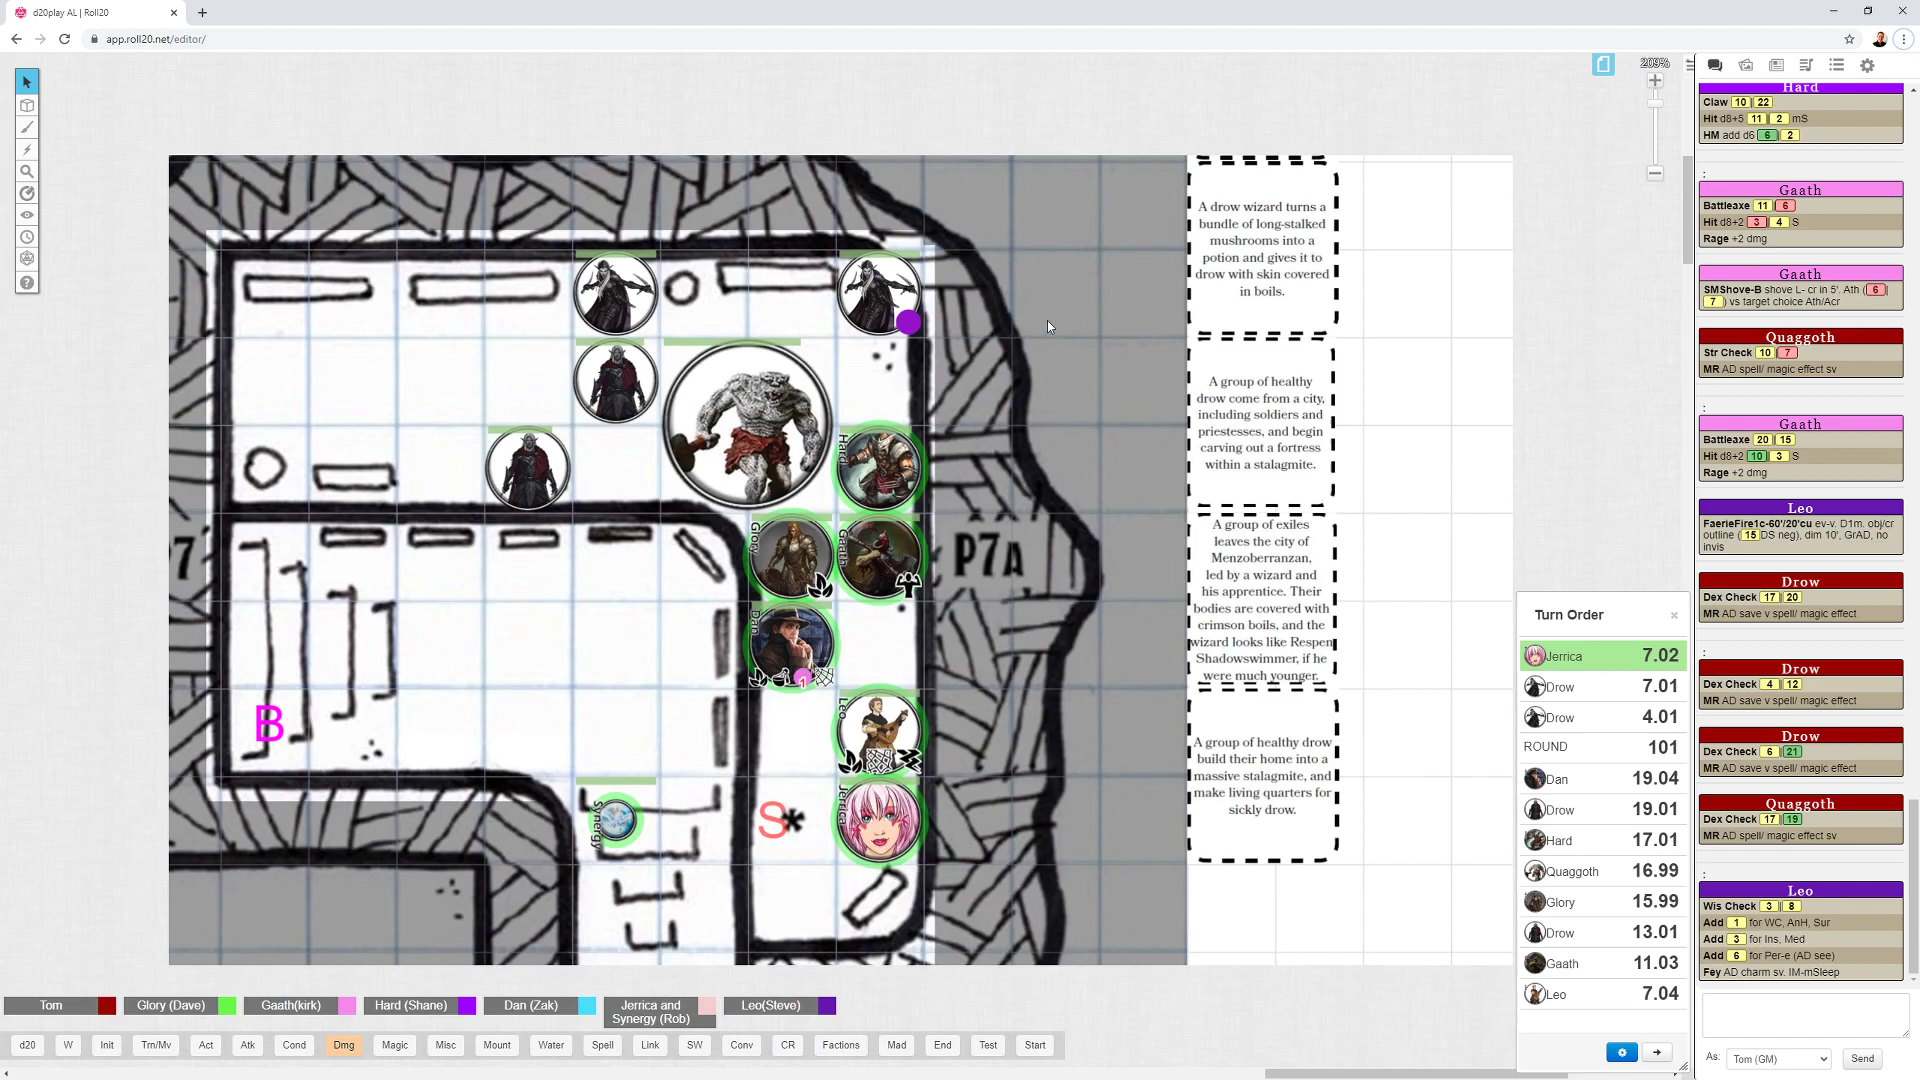 d20play AL | Roll20
app.roll20.net/editor/
209%
A drow wizard turns a
bundle of long-stalked
mushrooms into a
potion and gives it to
drow with skin covered
in boils.
A group of healthy
drow come from a city,
including soldiers and
priestesses, and begin
carving out a fortress
within a stalagmite.
A group of exiles
leaves the city of
Menzoberranzan,
led by a wizard and
his apprentice. Their
bodies are covered with
crimson boils, and the
wizard looks like Respen
Shadowswimmer, if he
were much younger.
A group of healthy drow
build their home into a
massive stalagmite, and
make living quarters for
sickly drow.
P7A
Hard
Glory
Gaath
Dan
1
Leo
Jerrica
Synergy
B
S*
Hard
Claw 10 22
Hit d8+5 11 2 mS
HM add d6 6 2
:
Gaath
Battleaxe 11 6
Hit d8+2 3 4 S
Rage +2 dmg
Gaath
SMShove-B shove L- cr in 5'. Ath ( 6 |
7 ) vs target choice Ath/Acr
Quaggoth
Str Check 10 7
MR AD spell/ magic effect sv
:
Gaath
Battleaxe 20 15
Hit d8+2 10 3 S
Rage +2 dmg
Leo
FaerieFire1c-60'/20'cu ev-v. D1m. obj/cr
outline ( 15 DS neg), dim 10', GrAD, no
invis
Drow
Dex Check 17 20
MR AD save v spell/ magic effect
:
Drow
Dex Check 4 12
MR AD save v spell/ magic effect
Drow
Dex Check 6 21
MR AD save v spell/ magic effect
Quaggoth
Dex Check 17 19
MR AD spell/ magic effect sv
:
Leo
Wis Check 3 8
Add 1 for WC, AnH, Sur
Add 3 for Ins, Med
Add 6 for Per-e (AD see)
Fey AD charm sv. IM-mSleep
As: Tom (GM) Send
Turn Order
Jerrica 7.02
Drow 7.01
Drow 4.01
ROUND 101
Dan 19.04
Drow 19.01
Hard 17.01
Quaggoth 16.99
Glory 15.99
Drow 13.01
Gaath 11.03
Leo 7.04
Tom
Glory (Dave)
Gaath(kirk)
Hard (Shane)
Dan (Zak)
Jerrica and
Synergy (Rob)
Leo(Steve)
d20 W Init Trn/Mv Act Atk Cond Dmg Magic Misc Mount Water Spell Link SW Conv CR Factions Mad End Test Start